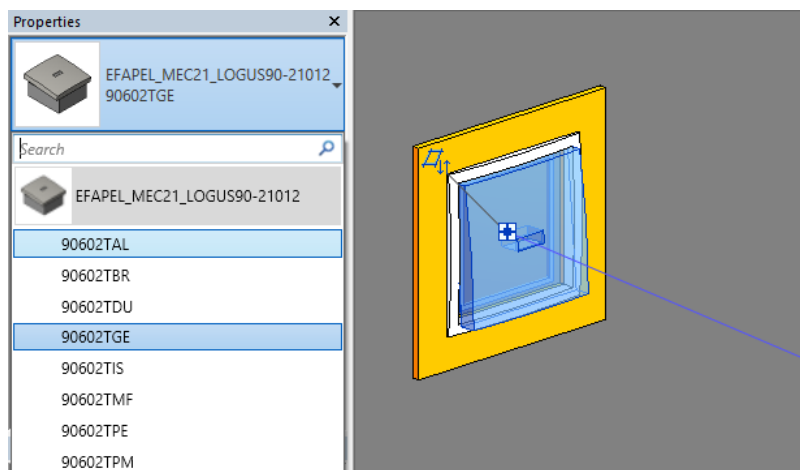 Properties
EFAPEL_MEC21_LOGUS90-21012
90602TGE
Search
EFAPEL_MEC21_LOGUS90-21012
90602TAL
90602TBR
90602TDU
90602TGE
90602TIS
90602TMF
90602TPE
90602TPM